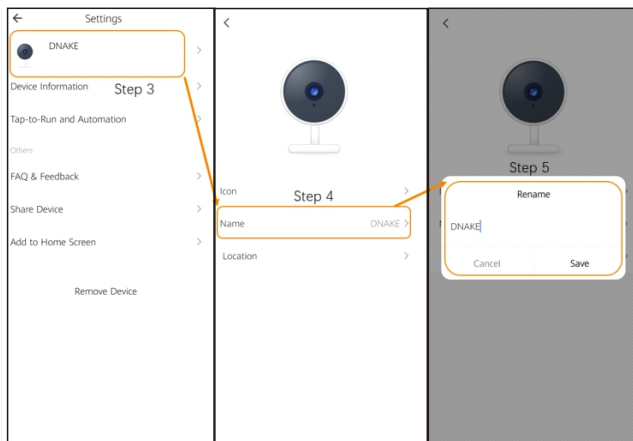 Settings
DNAKE
Device Information
Step 3
Tap-to-Run and Automation
Others
FAQ & Feedback
Share Device
Add to Home Screen
Remove Device
Icon
Step 4
Name
DNAKE
Location
Step 5
Rename
DNAKE
Cancel
Save